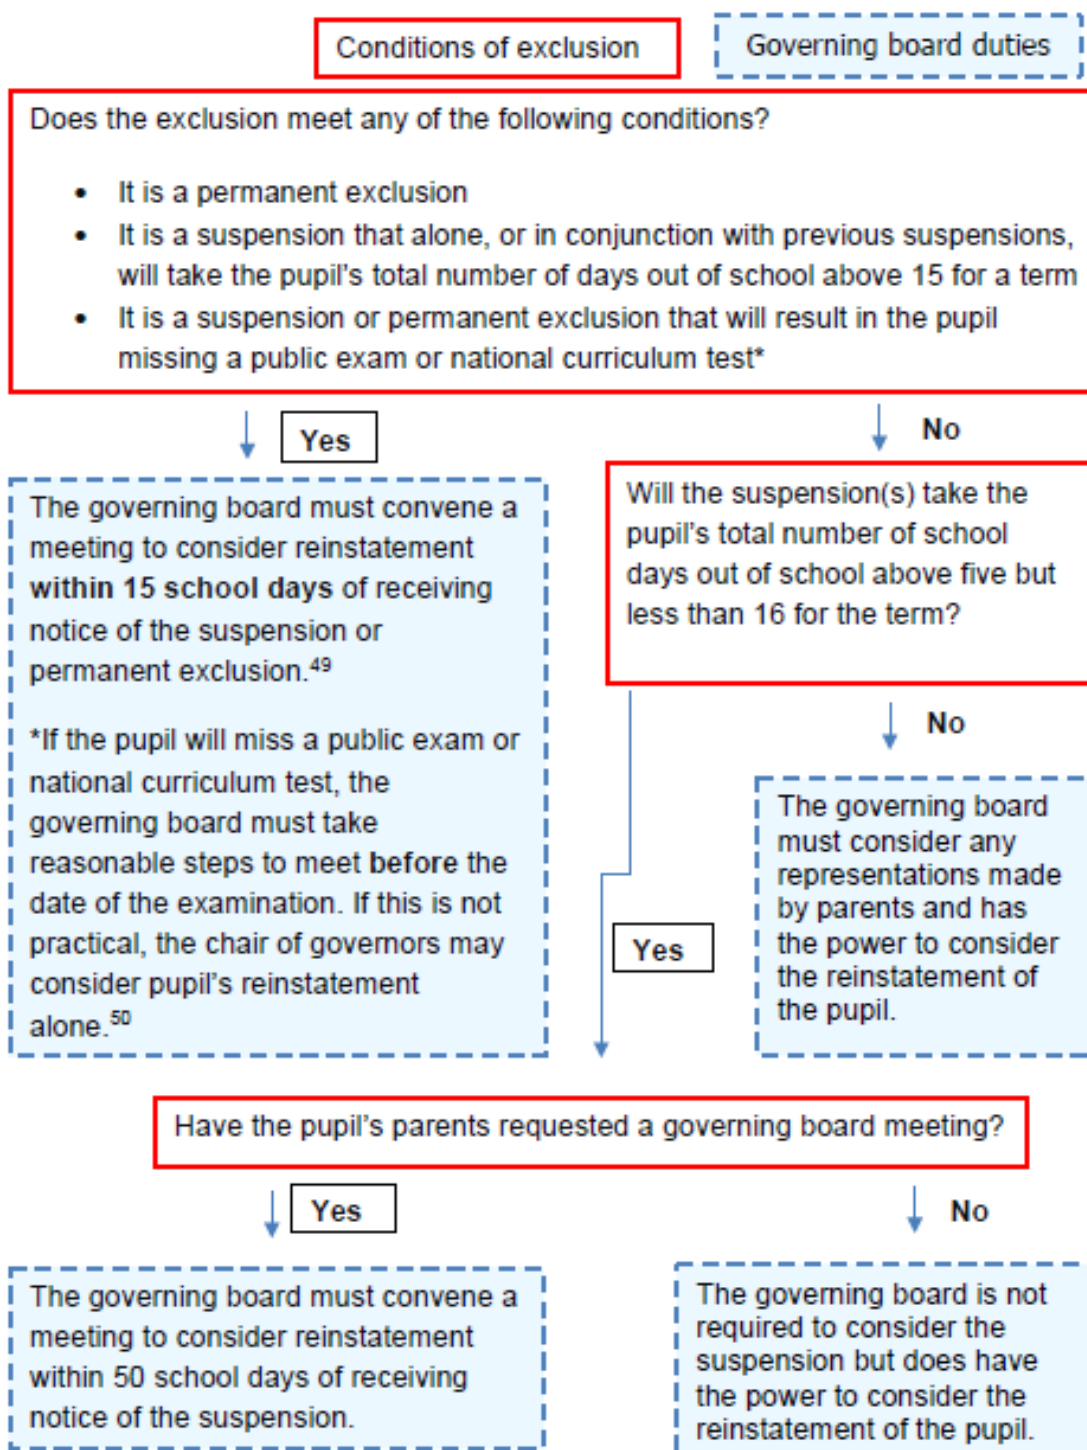 Conditions of exclusion
Governing board duties
Does the exclusion meet any of the following conditions?
• It is a permanent exclusion
• It is a suspension that alone, or in conjunction with previous suspensions,
will take the pupil's total number of days out of school above 15 for a term
• It is a suspension or permanent exclusion that will result in the pupil
missing a public exam or national curriculum test*
Yes
No
The governing board must convene a
meeting to consider reinstatement
within 15 school days of receiving
notice of the suspension or
permanent exclusion.49
*If the pupil will miss a public exam or
national curriculum test, the
governing board must take
reasonable steps to meet before the
date of the examination. If this is not
practical, the chair of governors may
consider pupil's reinstatement
alone.50
Will the suspension(s) take the
pupil's total number of school
days out of school above five but
less than 16 for the term?
No
The governing board
must consider any
representations made
by parents and has
the power to consider
the reinstatement of
the pupil.
Yes
Have the pupil's parents requested a governing board meeting?
Yes
No
The governing board must convene a
meeting to consider reinstatement
within 50 school days of receiving
notice of the suspension.
The governing board is not
required to consider the
suspension but does have
the power to consider the
reinstatement of the pupil.